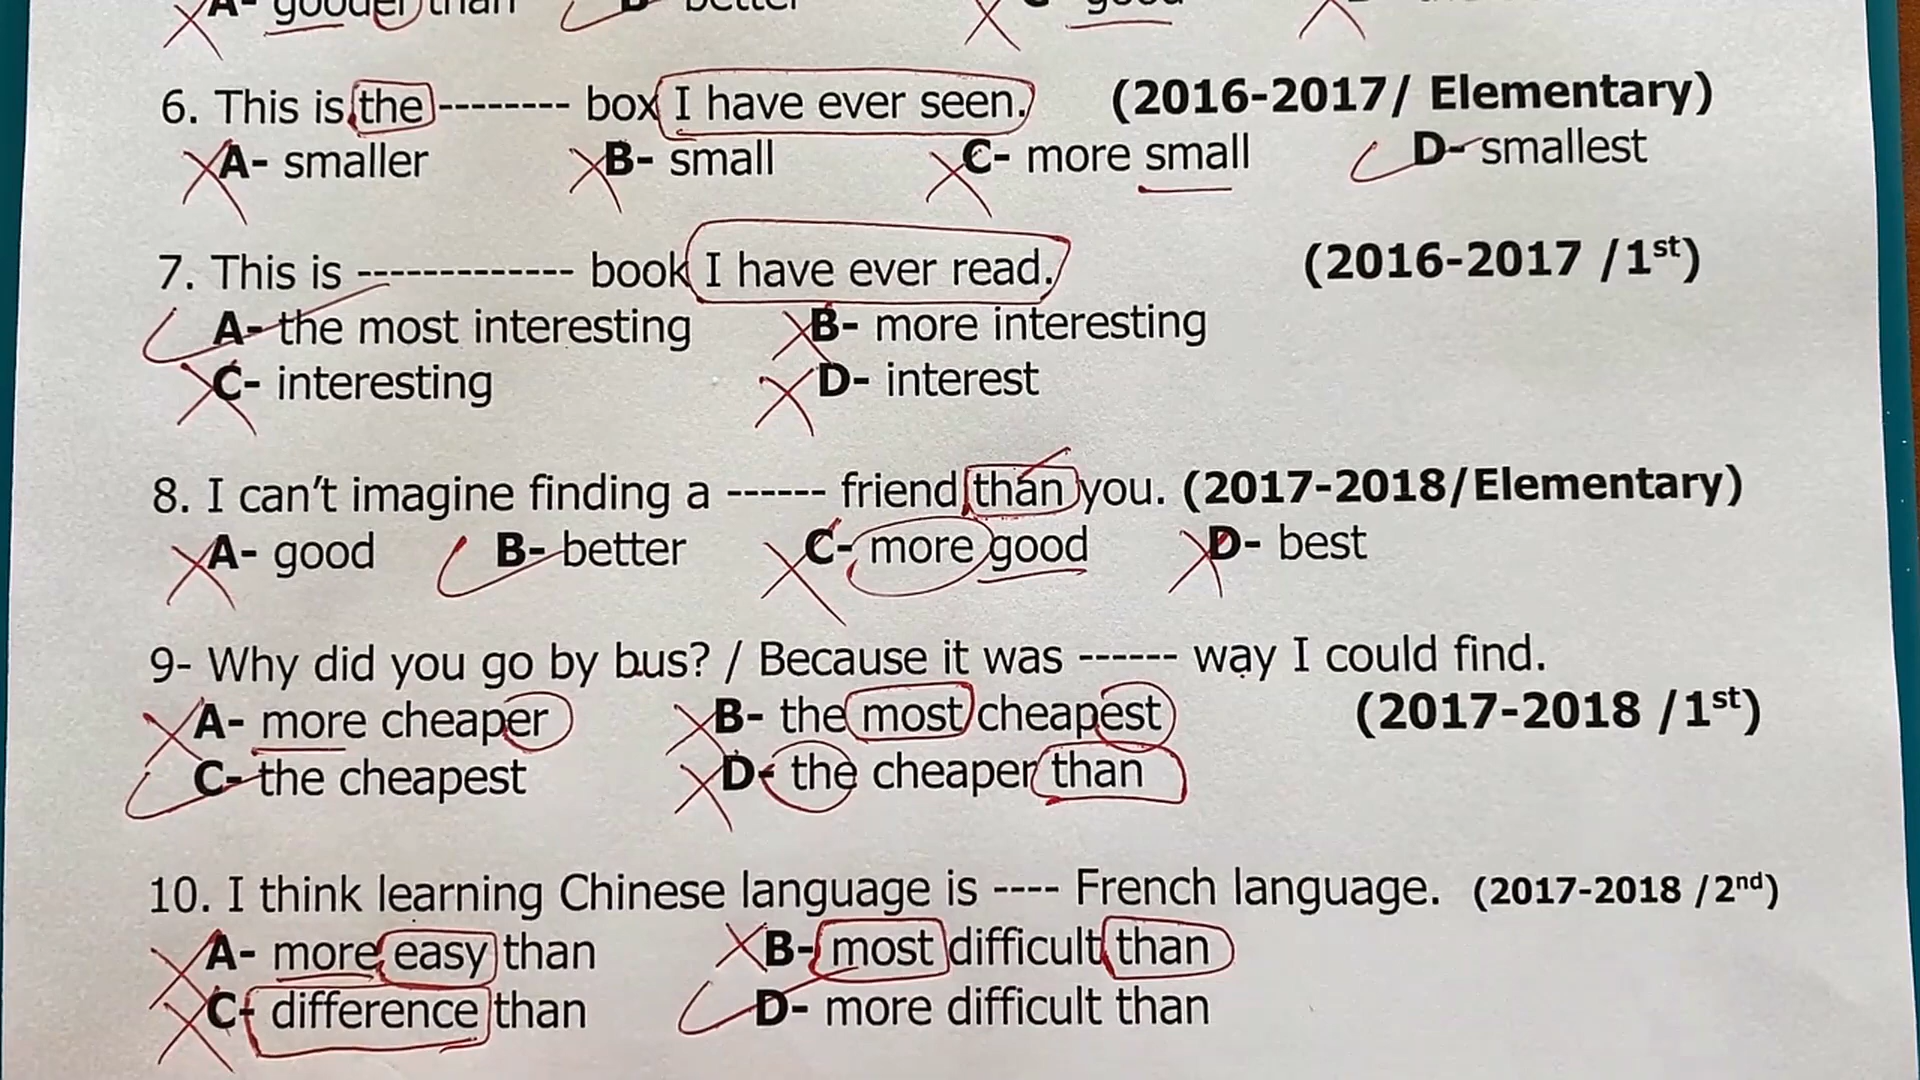 A- gooder than B- better C- good
6. This is the -------- box I have ever seen. (2016-2017/ Elementary)
A- smaller B- small C- more small D- smallest
7. This is ------------- book I have ever read. (2016-2017 /1st)
A- the most interesting B- more interesting
C- interesting D- interest
8. I can't imagine finding a ------ friend than you. (2017-2018/Elementary)
A- good B- better C- more good D- best
9- Why did you go by bus? / Because it was ------ way I could find.
A- more cheaper B- the most cheapest (2017-2018 /1st)
C- the cheapest D- the cheaper than
10. I think learning Chinese language is ---- French language. (2017-2018 /2nd)
A- more easy than B- most difficult than
C- difference than D- more difficult than